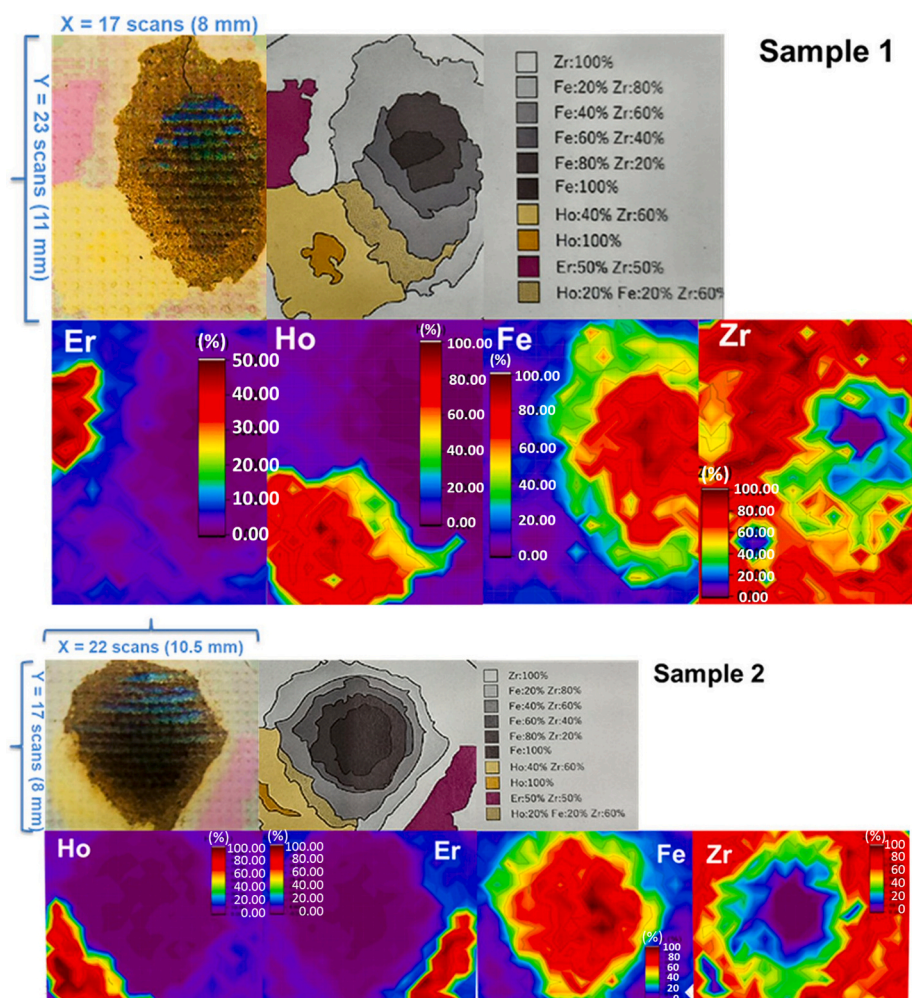 X = 17 scans (8 mm)
Y = 23 scans (11 mm)
Sample 1
Zr:100%
Fe:20% Zr:80%
Fe:40% Zr:60%
Fe:60% Zr:40%
Fe:80% Zr:20%
Fe:100%
Ho:40% Zr:60%
Ho:100%
Er:50% Zr:50%
Ho:20% Fe:20% Zr:60%
Er
(%)
50.00
40.00
30.00
20.00
10.00
0.00
Ho
(%)
100.00
80.00
60.00
40.00
20.00
0.00
Fe
(%)
100.00
80.00
60.00
40.00
20.00
0.00
Zr
(%)
100.00
80.00
60.00
40.00
20.00
0.00
X = 22 scans (10.5 mm)
Y = 17 scans (8 mm)
Sample 2
Zr:100%
Fe:20% Zr:80%
Fe:40% Zr:60%
Fe:60% Zr:40%
Fe:80% Zr:20%
Fe:100%
Ho:40% Zr:60%
Ho:100%
Er:50% Zr:50%
Ho:20% Fe:20% Zr:60%
Ho
(%)
100.00
80.00
60.00
40.00
20.00
0.00
Er
(%)
100.00
80.00
60.00
40.00
20.00
0.00
Fe
(%)
100
80
60
40
20
0
Zr
(%)
100
80
60
40
20
0